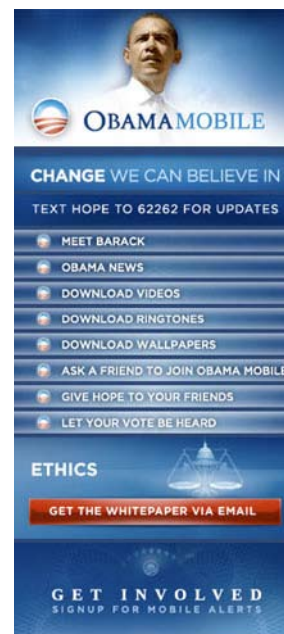 OBAMA MOBILE
CHANGE WE CAN BELIEVE IN
TEXT HOPE TO 62262 FOR UPDATES
MEET BARACK
OBAMA NEWS
DOWNLOAD VIDEOS
DOWNLOAD RINGTONES
DOWNLOAD WALLPAPERS
ASK A FRIEND TO JOIN OBAMA MOBILE
GIVE HOPE TO YOUR FRIENDS
LET YOUR VOTE BE HEARD
ETHICS
GET THE WHITEPAPER VIA EMAIL
GET INVOLVED
SIGNUP FOR MOBILE ALERTS